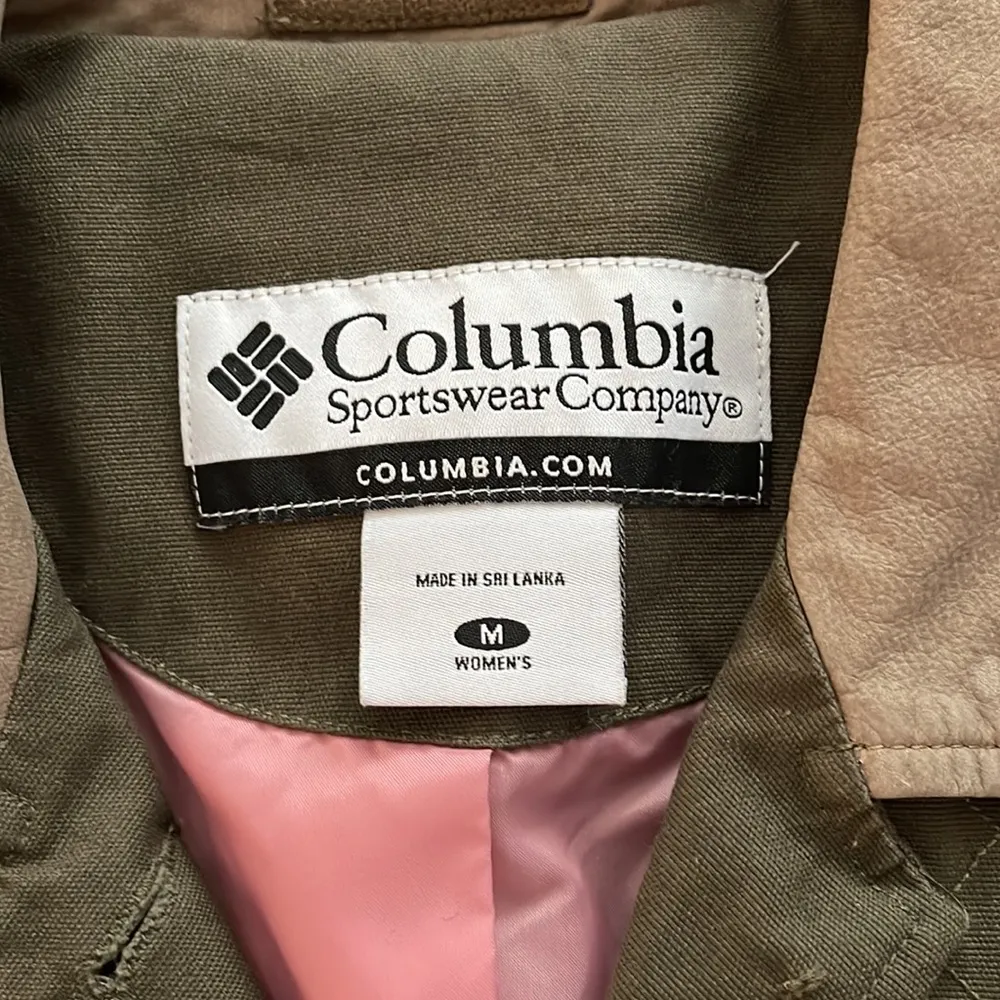 Columbia
Sportswear Company®
COLUMBIA.COM
MADE IN SRI LANKA
M
WOMEN'S